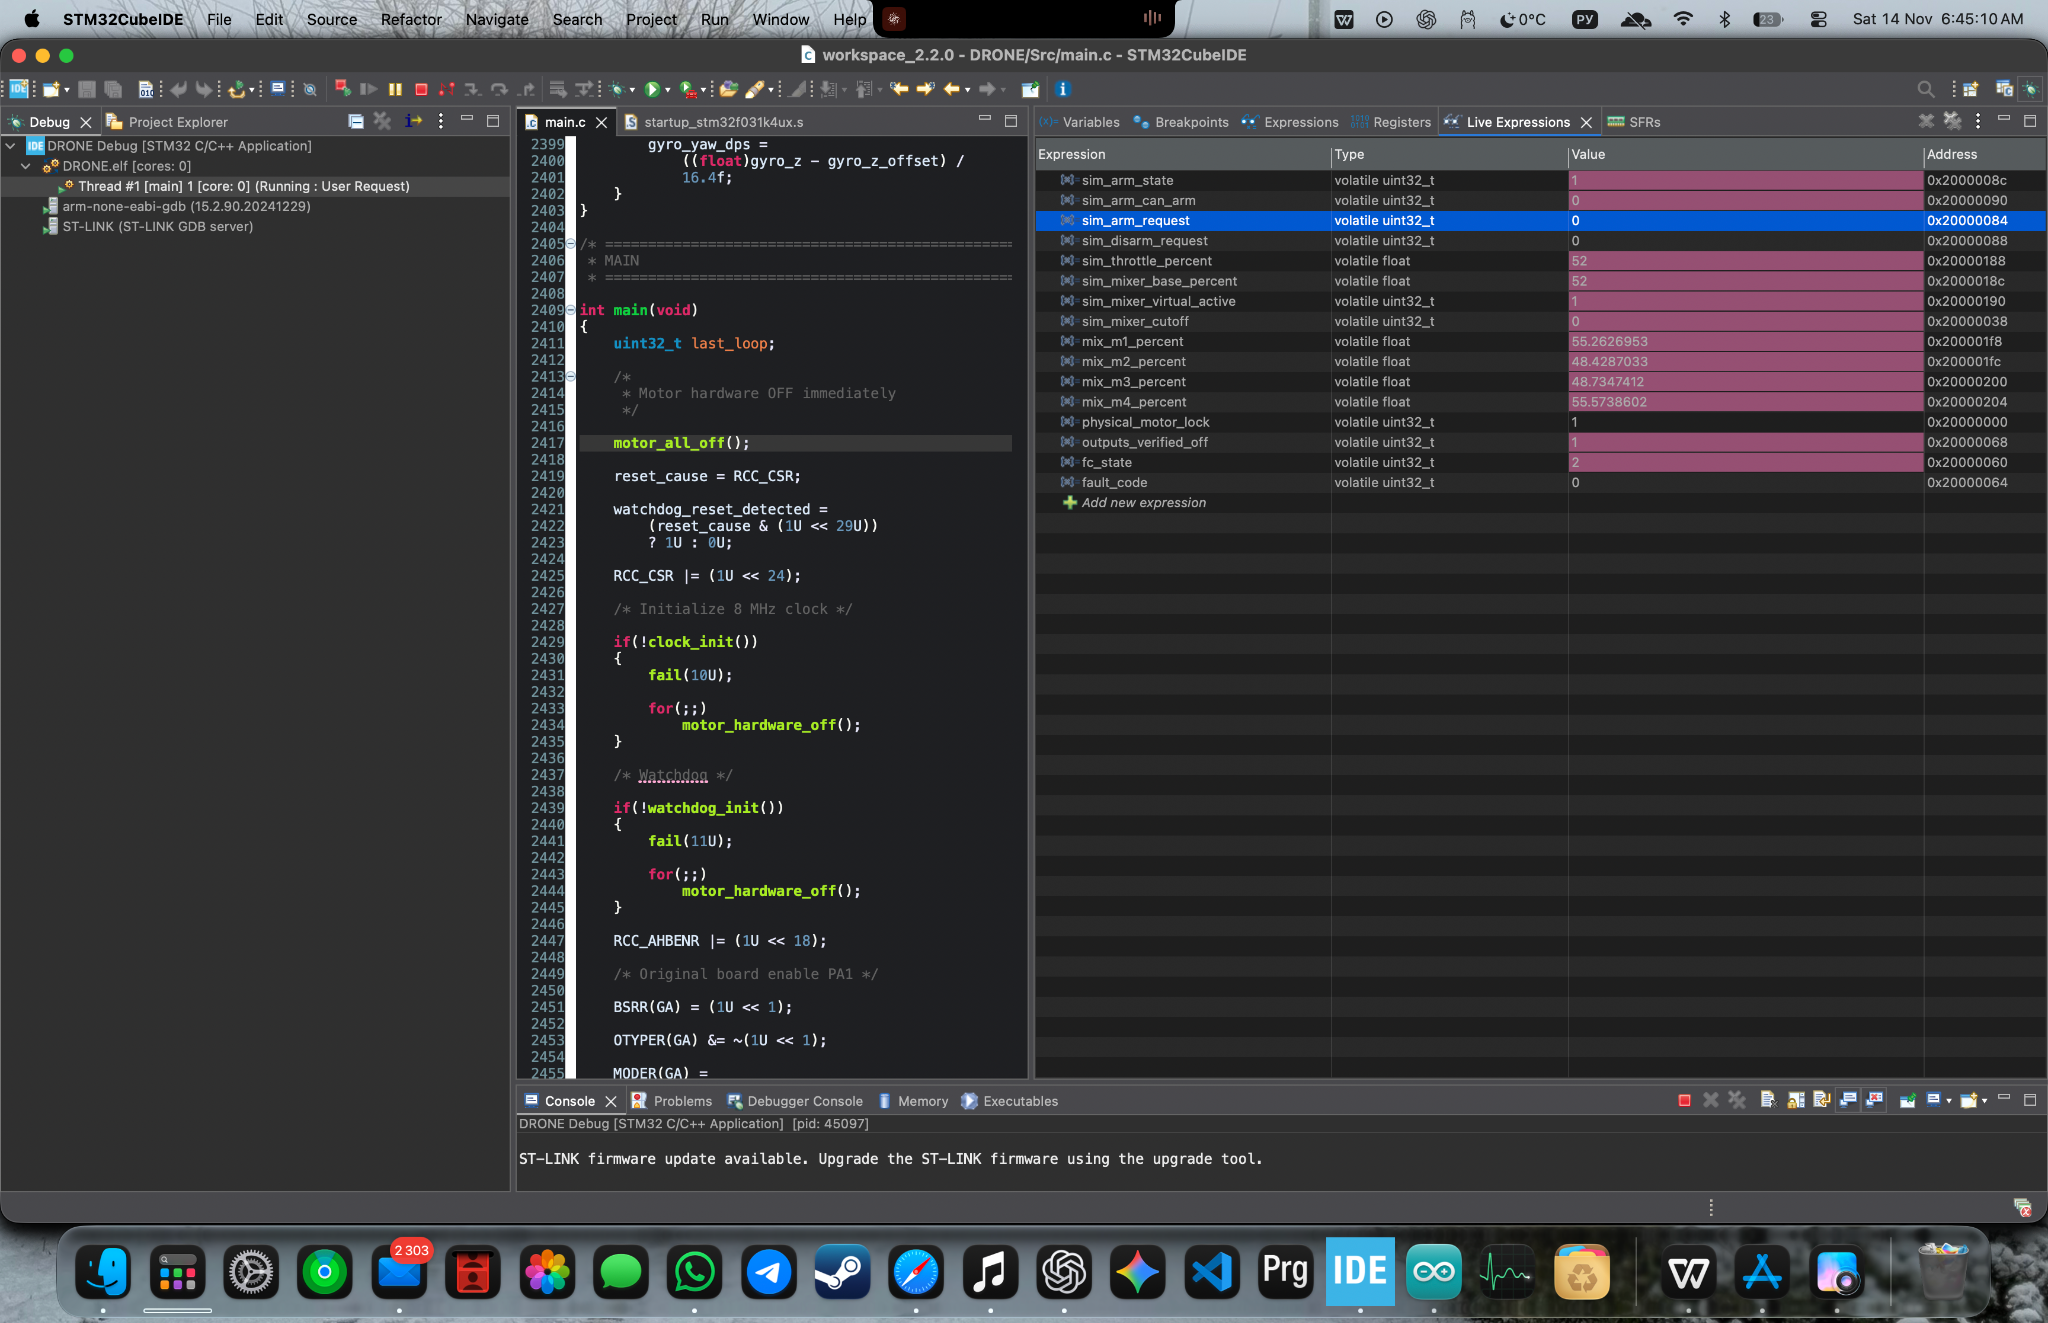 STM32CubeIDE File Edit Source Refactor Navigate Search Project Run Window Help 0°C РУ 23 Sat 14 Nov 6:45:10 AM
workspace_2.2.0 - DRONE/Src/main.c - STM32CubeIDE
Debug Project Explorer
DRONE Debug [STM32 C/C++ Application]
DRONE.elf [cores: 0]
Thread #1 [main] 1 [core: 0] (Running : User Request)
arm-none-eabi-gdb (15.2.90.20241229)
ST-LINK (ST-LINK GDB server)
main.c startup_stm32f031k4ux.s
2399 gyro_yaw_dps =
2400 ((float)gyro_z - gyro_z_offset) /
2401 16.4f;
2402 }
2403 }
2404
2405 /* ================================================
2406 * MAIN
2407 * ================================================
2408
2409 int main(void)
2410 {
2411 uint32_t last_loop;
2412
2413 /*
2414 * Motor hardware OFF immediately
2415 */
2416
2417 motor_all_off();
2418
2419 reset_cause = RCC_CSR;
2420
2421 watchdog_reset_detected =
2422 (reset_cause & (1U << 29U))
2423 ? 1U : 0U;
2424
2425 RCC_CSR |= (1U << 24);
2426
2427 /* Initialize 8 MHz clock */
2428
2429 if(!clock_init())
2430 {
2431 fail(10U);
2432
2433 for(;;)
2434 motor_hardware_off();
2435 }
2436
2437 /* Watchdog */
2438
2439 if(!watchdog_init())
2440 {
2441 fail(11U);
2442
2443 for(;;)
2444 motor_hardware_off();
2445 }
2446
2447 RCC_AHBENR |= (1U << 18);
2448
2449 /* Original board enable PA1 */
2450
2451 BSRR(GA) = (1U << 1);
2452
2453 OTYPER(GA) &= ~(1U << 1);
2454
2455 MODER(GA) =
Variables Breakpoints Expressions Registers Live Expressions SFRs
Expression Type Value Address
sim_arm_state volatile uint32_t 1 0x2000008c
sim_arm_can_arm volatile uint32_t 0 0x20000090
sim_arm_request volatile uint32_t 0 0x20000084
sim_disarm_request volatile uint32_t 0 0x20000088
sim_throttle_percent volatile float 52 0x20000188
sim_mixer_base_percent volatile float 52 0x2000018c
sim_mixer_virtual_active volatile uint32_t 1 0x20000190
sim_mixer_cutoff volatile uint32_t 0 0x20000038
mix_m1_percent volatile float 55.2626953 0x200001f8
mix_m2_percent volatile float 48.4287033 0x200001fc
mix_m3_percent volatile float 48.7347412 0x20000200
mix_m4_percent volatile float 55.5738602 0x20000204
physical_motor_lock volatile uint32_t 1 0x20000000
outputs_verified_off volatile uint32_t 1 0x20000068
fc_state volatile uint32_t 2 0x20000060
fault_code volatile uint32_t 0 0x20000064
Add new expression
Console Problems Debugger Console Memory Executables
DRONE Debug [STM32 C/C++ Application] [pid: 45097]
ST-LINK firmware update available. Upgrade the ST-LINK firmware using the upgrade tool.
2 303
Prg
IDE